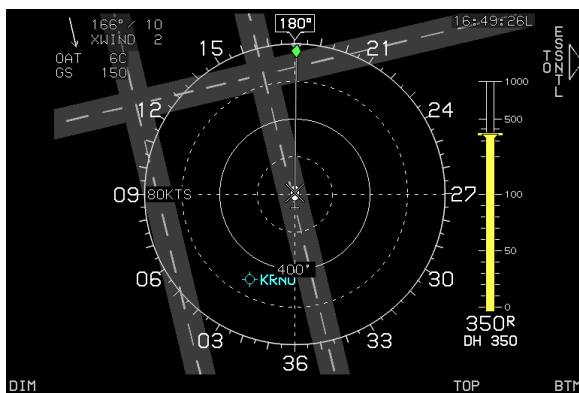 166° / 10
XWIND 2
OAT 6C
GS 150
180°
16:49:26L
ESSNTL
TO
15
21
12
24
09
80KTS
27
06
30
03
33
36
400'
KRNO
1000
500
100
50
0
350R
DH 350
DIM
TOP
BTM